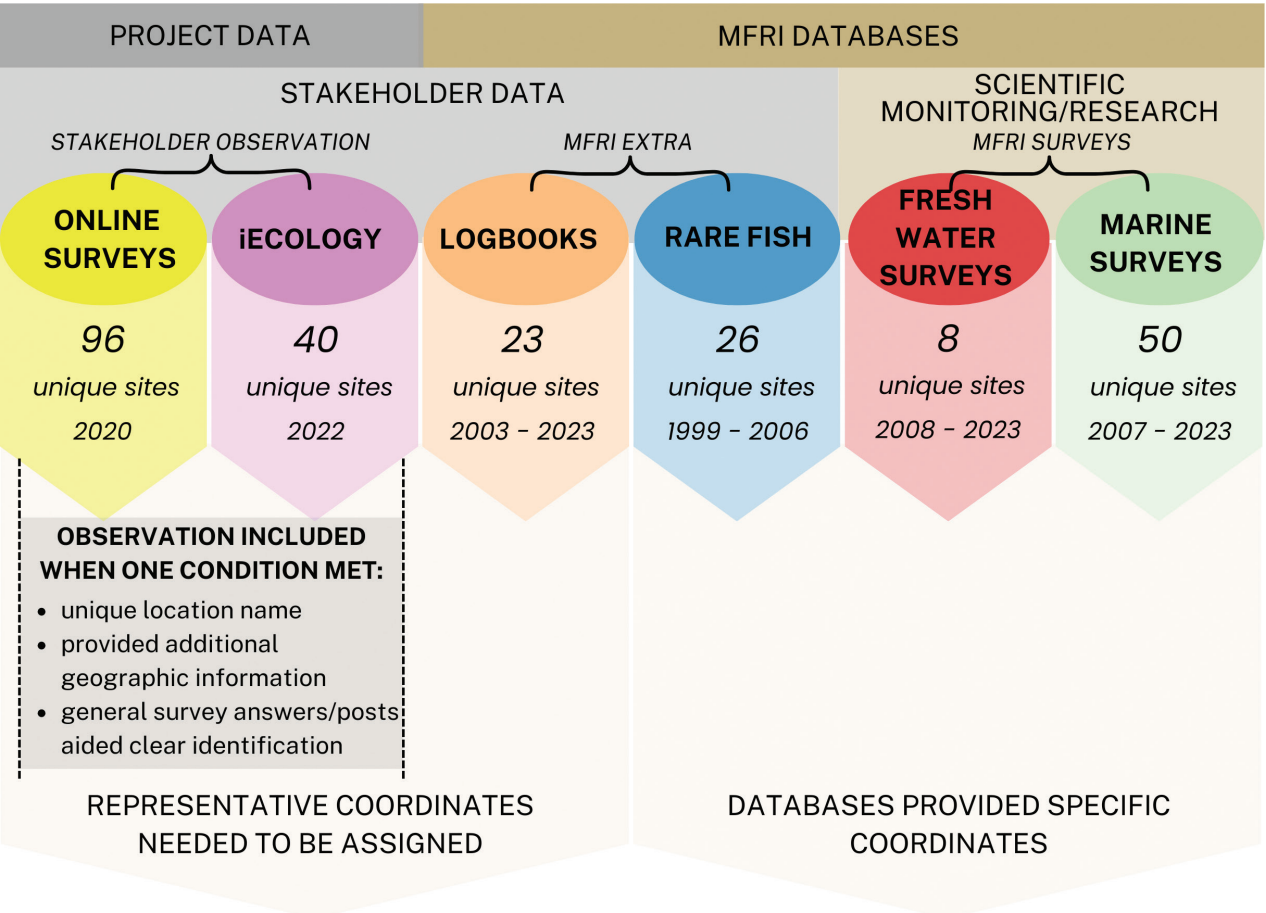 PROJECT DATA
MFRI DATABASES
STAKEHOLDER DATA
SCIENTIFIC
MONITORING/RESEARCH
STAKEHOLDER OBSERVATION
MFRI EXTRA
MFRI SURVEYS
ONLINE
SURVEYS
iECOLOGY
LOGBOOKS
RARE FISH
FRESH
WATER
SURVEYS
MARINE
SURVEYS
96
unique sites
2020
40
unique sites
2022
23
unique sites
2003 - 2023
26
unique sites
1999 - 2006
8
unique sites
2008 - 2023
50
unique sites
2007 - 2023
OBSERVATION INCLUDED
WHEN ONE CONDITION MET:
• unique location name
• provided additional
geographic information
• general survey answers/posts
aided clear identification
REPRESENTATIVE COORDINATES
NEEDED TO BE ASSIGNED
DATABASES PROVIDED SPECIFIC
COORDINATES